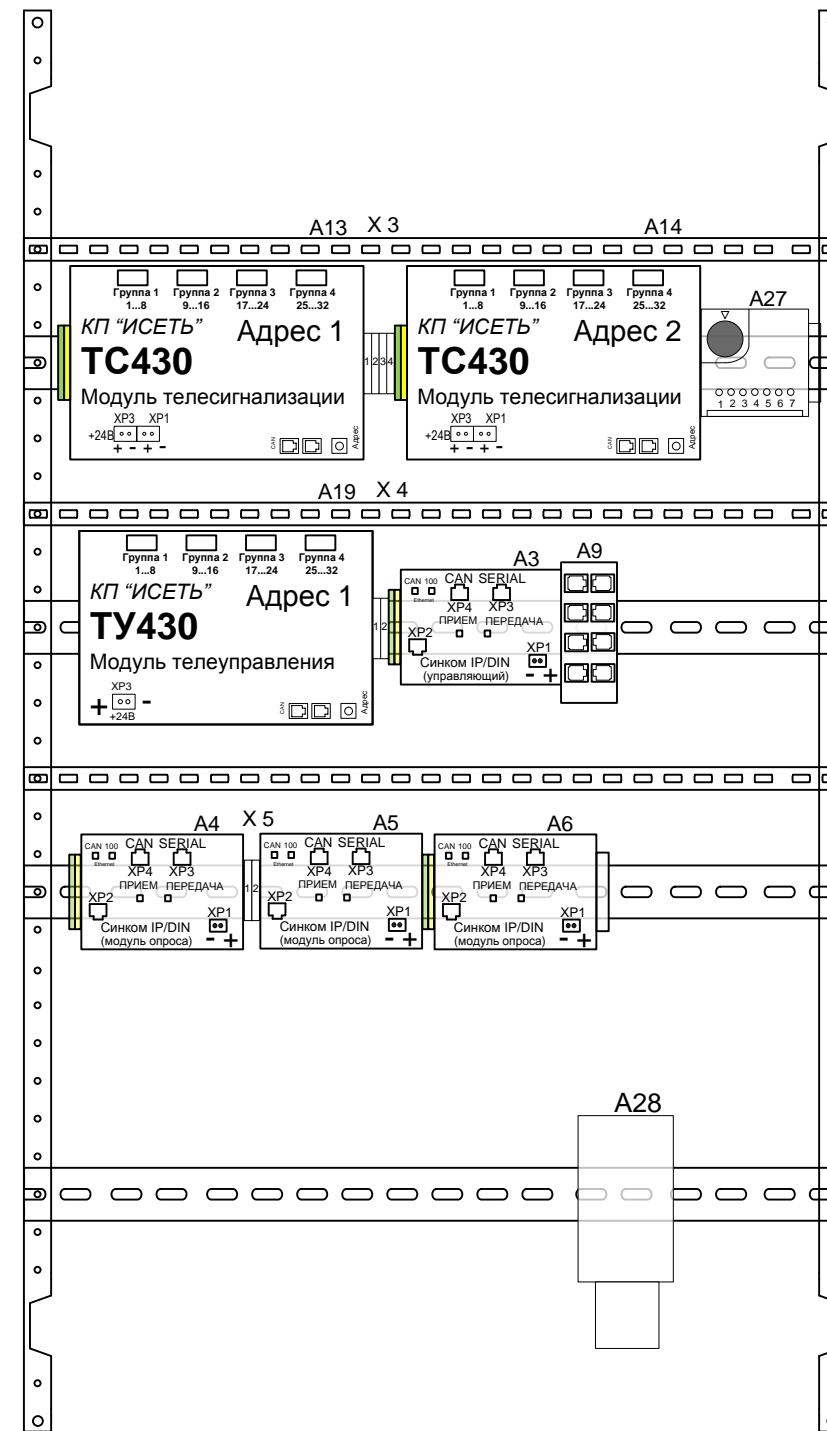 A13 X 3 A14
A27
Группа 1 Группа 2 Группа 3 Группа 4
1...8 9...16 17...24 25...32
КП "ИСЕТЬ" Адрес 1
ТС430
Модуль телесигнализации
XP3 XP1
+24В
+ - + -
CAN
Адрес
1 2 3 4
Группа 1 Группа 2 Группа 3 Группа 4
1...8 9...16 17...24 25...32
КП "ИСЕТЬ" Адрес 2
ТС430
Модуль телесигнализации
XP3 XP1
+24В
+ - + -
CAN
Адрес
1 2 3 4 5 6 7
A19 X 4
Группа 1 Группа 2 Группа 3 Группа 4
1...8 9...16 17...24 25...32
КП "ИСЕТЬ" Адрес 1
ТУ430
Модуль телеуправления
XP3
+ -
+24В
CAN
Адрес
1 2
A3 A9
CAN 100 CAN SERIAL
Ethernet
XP4 XP3
ПРИЕМ ПЕРЕДАЧА
XP2 XP1
Синком IP/DIN
(управляющий) - +
A4 X 5 A5 A6
CAN 100 CAN SERIAL
Ethernet
XP4 XP3
ПРИЕМ ПЕРЕДАЧА
XP2 XP1
Синком IP/DIN
(модуль опроса) - +
1 2
CAN 100 CAN SERIAL
Ethernet
XP4 XP3
ПРИЕМ ПЕРЕДАЧА
XP2 XP1
Синком IP/DIN
(модуль опроса) - +
CAN 100 CAN SERIAL
Ethernet
XP4 XP3
ПРИЕМ ПЕРЕДАЧА
XP2 XP1
Синком IP/DIN
(модуль опроса) - +
A28